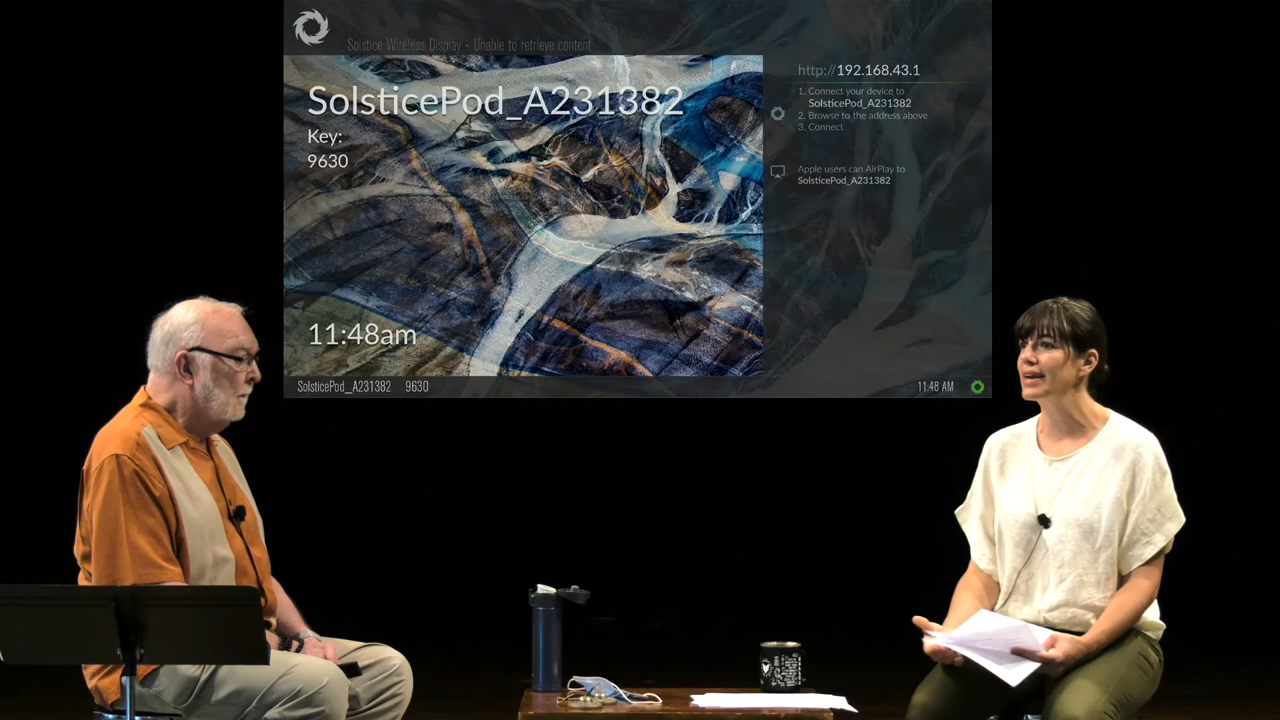 Solstice Wireless Display - Unable to retrieve content
SolsticePod_A231382
Key:
9630
11:48am
http://192.168.43.1
1. Connect your device to
SolsticePod_A231382
2. Browse to the address above
3. Connect
Apple users can AirPlay to
SolsticePod_A231382
SolsticePod_A231382 9630
11:48 AM